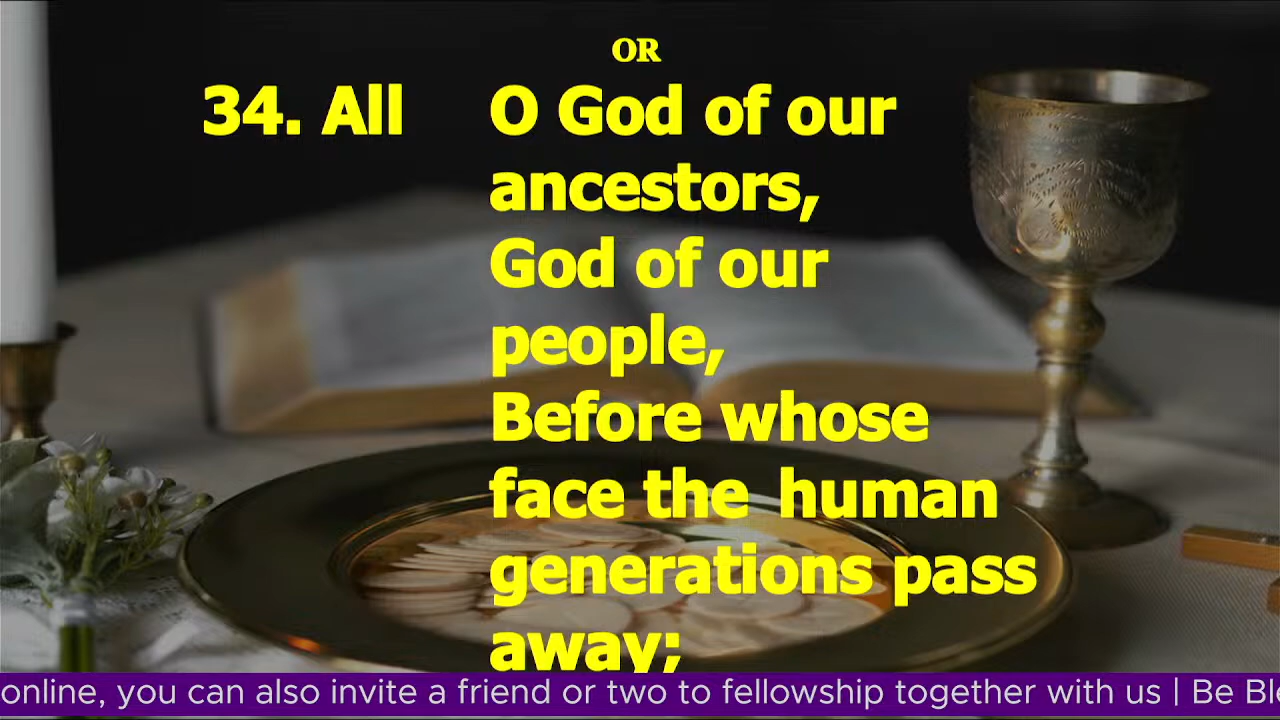 OR
34. All O God of our
ancestors,
God of our
people,
Before whose
face the human
generations pass
away;
online, you can also invite a friend or two to fellowship together with us | Be